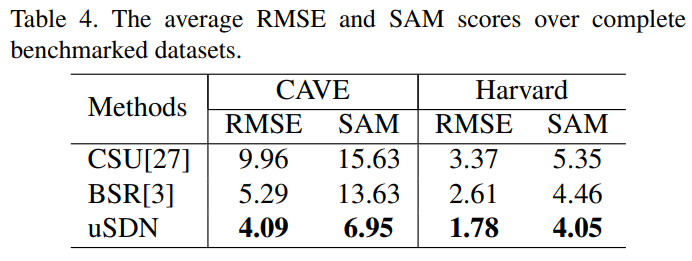 Table 4. The average RMSE and SAM scores over complete
benchmarked datasets.
Methods CAVE Harvard
RMSE SAM RMSE SAM
CSU[27] 9.96 15.63 3.37 5.35
BSR[3] 5.29 13.63 2.61 4.46
uSDN 4.09 6.95 1.78 4.05